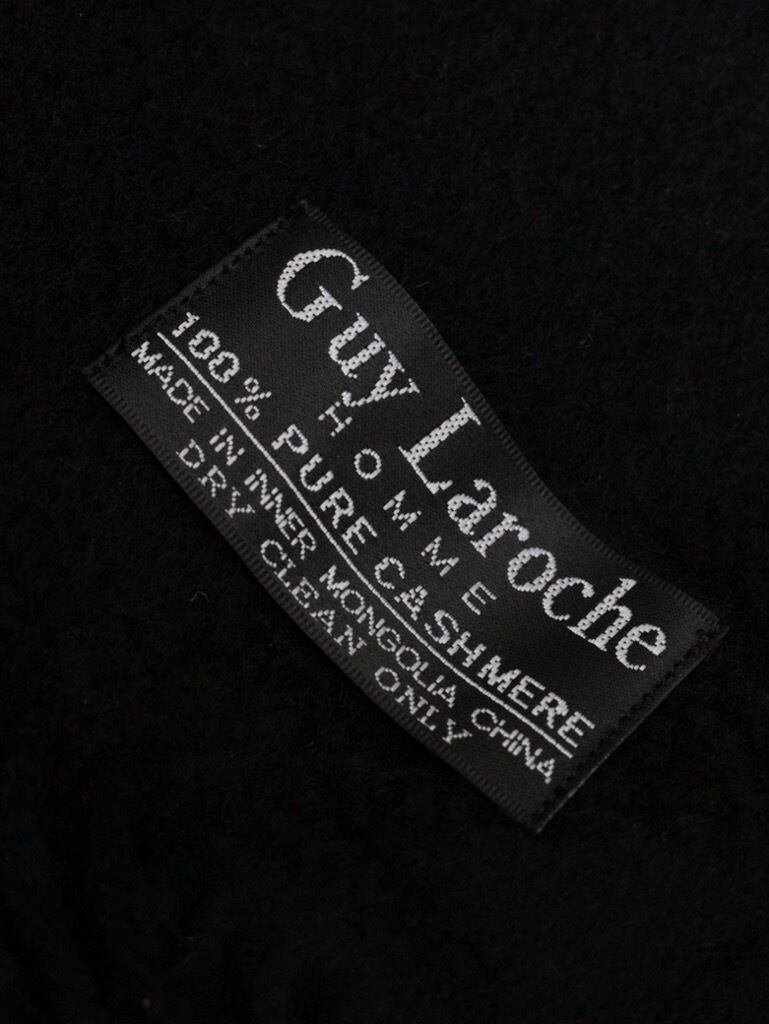 Guy Laroche
HOMME
100% PURE CASHMERE
MADE IN INNER MONGOLIA CHINA
DRY CLEAN ONLY